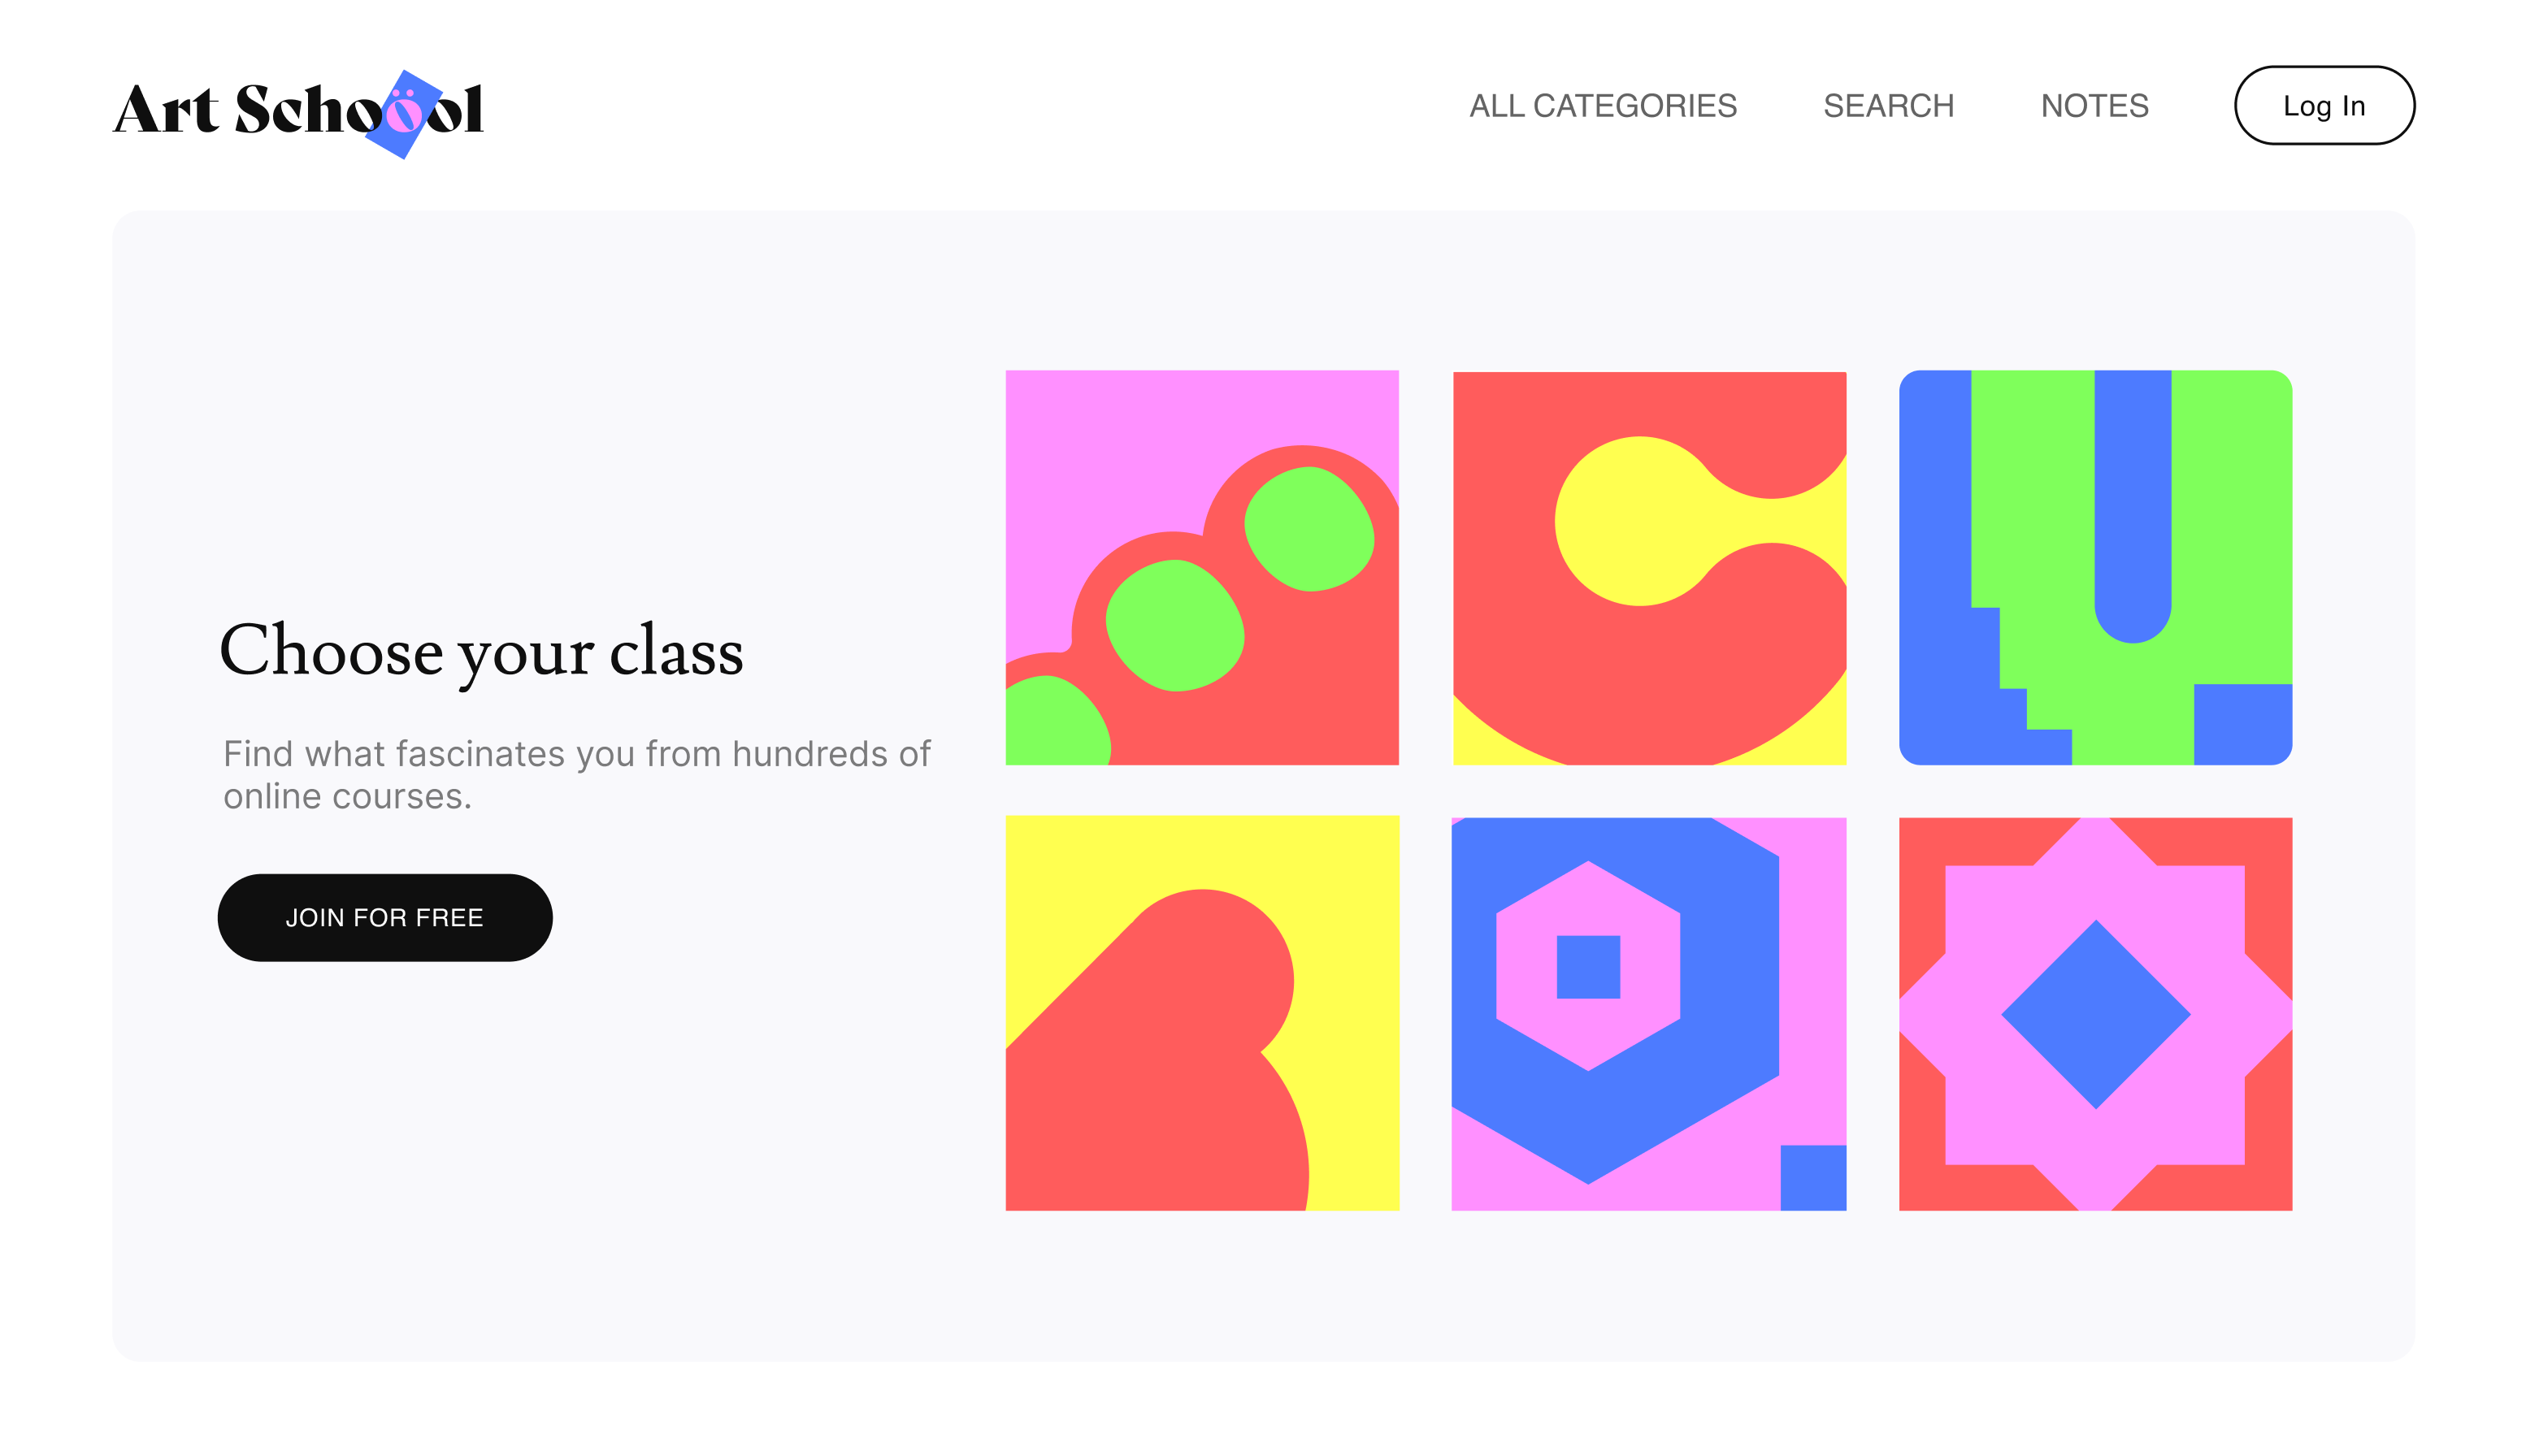 Art Schoöol
ALL CATEGORIES
SEARCH
NOTES
Log In
Choose your class
Find what fascinates you from hundreds of
online courses.
JOIN FOR FREE